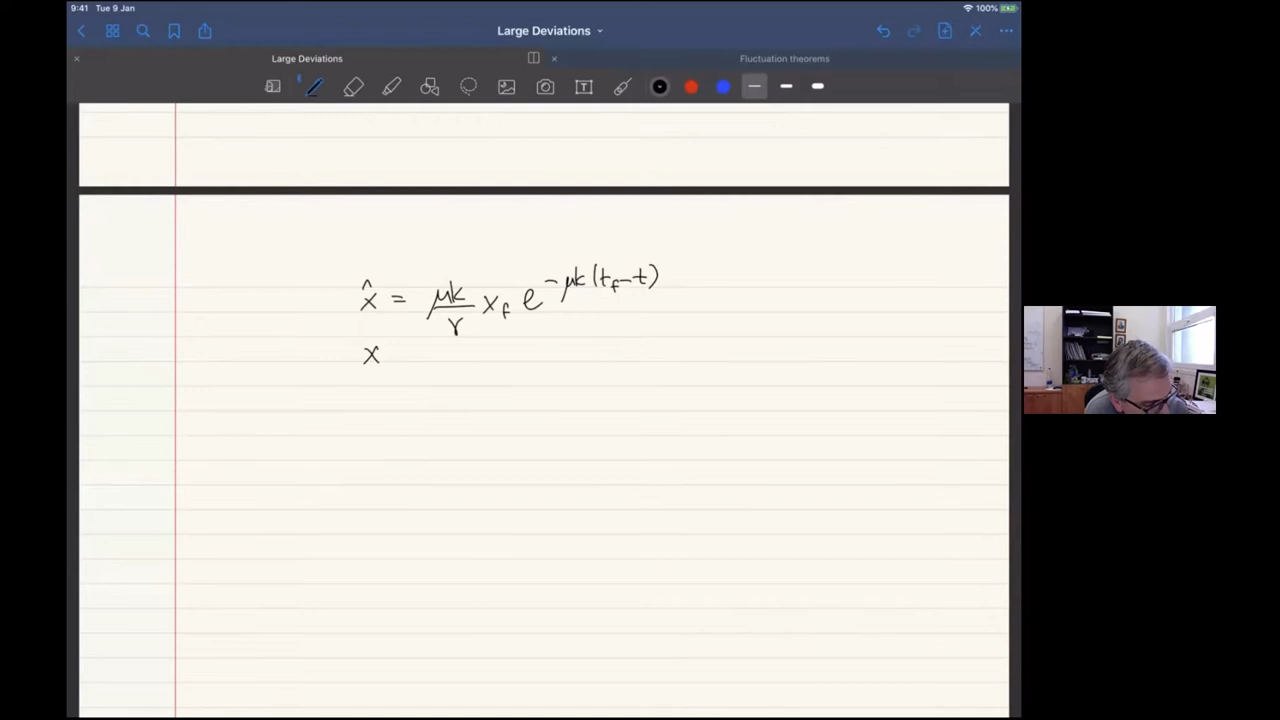 9:41 Tue 9 Jan 100%
Large Deviations
Large Deviations Fluctuation theorems
x̂ = μk/γ x_f e^{-μk(t_f-t)}
x